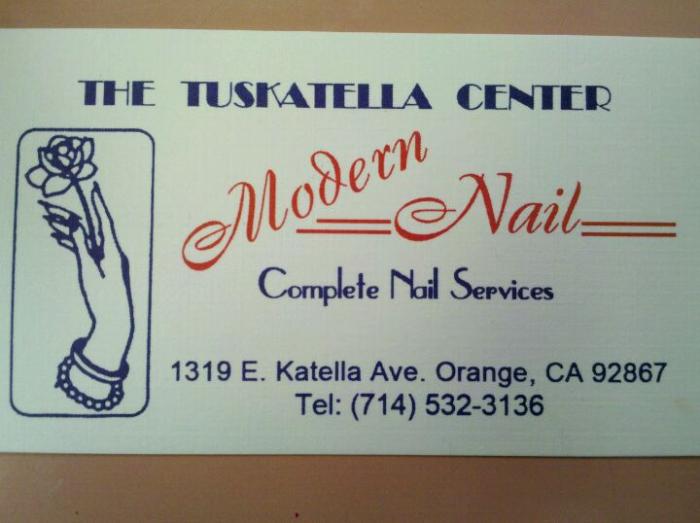 THE TUSKATELLA CENTER
Modern Nail
Complete Nail Services
1319 E. Katella Ave. Orange, CA 92867
Tel: (714) 532-3136